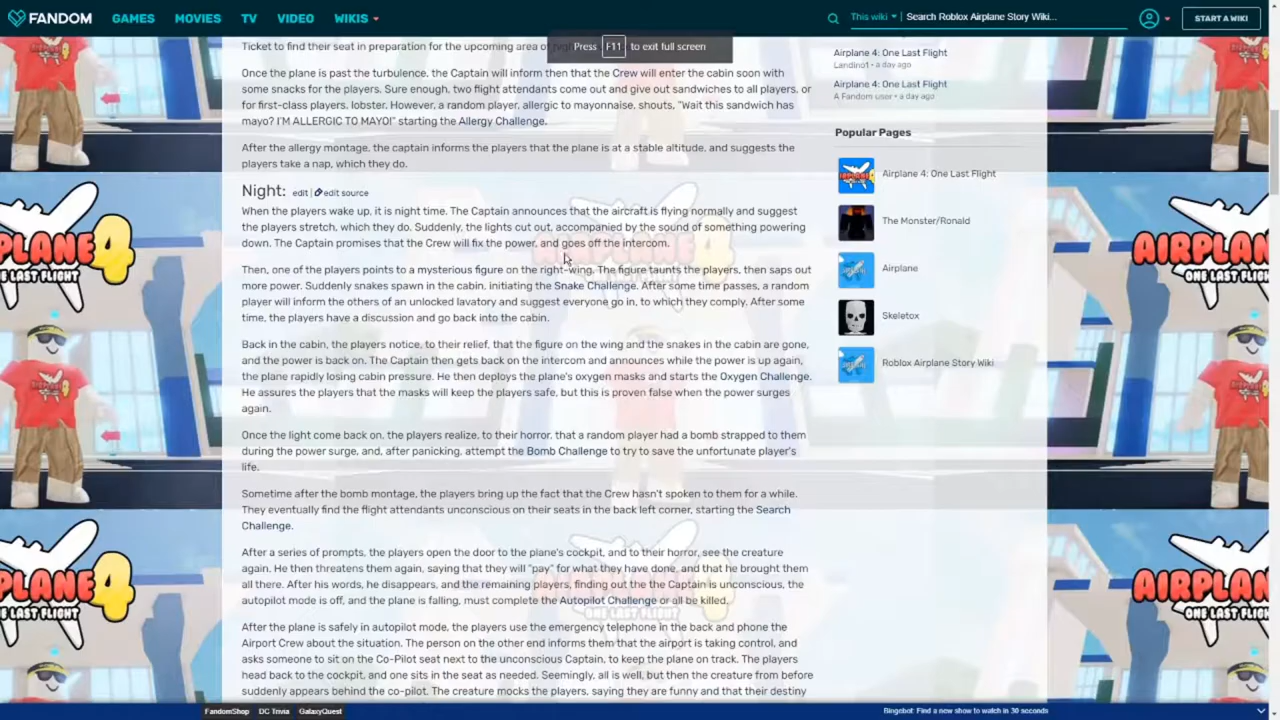 FANDOM
GAMES
MOVIES
TV
VIDEO
WIKIS
This wiki
Search Roblox Airplane Story Wiki...
START A WIKI
Press F11 to exit full screen
Ticket to find their seat in preparation for the upcoming area of
Once the plane is past the turbulence, the Captain will inform then that the Crew will enter the cabin soon with
some snacks for the players. Sure enough, two flight attendants come out and give out sandwiches to all players, or
for first-class players, lobster. However, a random player, allergic to mayonnaise, shouts, "Wait this sandwich has
mayo? I'M ALLERGIC TO MAYO!" starting the Allergy Challenge.
After the allergy montage, the captain informs the players that the plane is at a stable altitude, and suggests the
players take a nap, which they do.
Night: edit | edit source
When the players wake up, it is night time. The Captain announces that the aircraft is flying normally and suggest
the players stretch, which they do. Suddenly, the lights cut out, accompanied by the sound of something powering
down. The Captain promises that the Crew will fix the power, and goes off the intercom.
Then, one of the players points to a mysterious figure on the right-wing. The figure taunts the players, then saps out
more power. Suddenly snakes spawn in the cabin, initiating the Snake Challenge. After some time passes, a random
player will inform the others of an unlocked lavatory and suggest everyone go in, to which they comply. After some
time, the players have a discussion and go back into the cabin.
Back in the cabin, the players notice, to their relief, that the figure on the wing and the snakes in the cabin are gone,
and the power is back on. The Captain then gets back on the intercom and announces while the power is up again,
the plane rapidly losing cabin pressure. He then deploys the plane's oxygen masks and starts the Oxygen Challenge.
He assures the players that the masks will keep the players safe but this is proven false when the power surges
again.
Once the light come back on, the players realize, to their horror, that a random player had a bomb strapped to them
during the power surge, and, after panicking, attempt the Bomb Challenge to try to save the unfortunate player's
life.
Sometime after the bomb montage, the players bring up the fact that the Crew hasn't spoken to them for a while.
They eventually find the flight attendants unconscious on their seats in the back left corner, starting the Search
Challenge.
After a series of prompts, the players open the door to the plane's cockpit, and to their horror, see the creature
again. He then threatens them again, saying that they will "pay" for what they have done, and that he brought them
all there. After his words, he disappears, and the remaining players, finding out the the Captain is unconscious, the
autopilot mode is off, and the plane is falling, must complete the Autopilot Challenge or all be killed.
After the plane is safely in autopilot mode, the players use the emergency telephone in the back and phone the
Airport Crew about the situation. The person on the other end informs them that the airport is taking control, and
asks someone to sit on the Co-Pilot seat next to the unconscious Captain, to keep the plane on track. The players
head back to the cockpit, and one sits in the seat as needed. Seemingly, all is well, but then the creature from before
suddenly appears behind the co-pilot. The creature mocks the players, saying they are funny and that their destiny
Airplane 4: One Last Flight
Landino1 • a day ago
Airplane 4: One Last Flight
A Fandom user • a day ago
Popular Pages
Airplane 4: One Last Flight
The Monster/Ronald
Airplane
Skeletox
Roblox Airplane Story Wiki
PLANE 4
ONE LAST FLIGHT
AIRPLAN
ONE LAST
PLANE 4
ONE LAST FLIGHT
AIRPLAN
ONE LAST
FandomShop
DC Trivia
GalaxyQuest
Bingebot: Find a new show to watch in 30 seconds